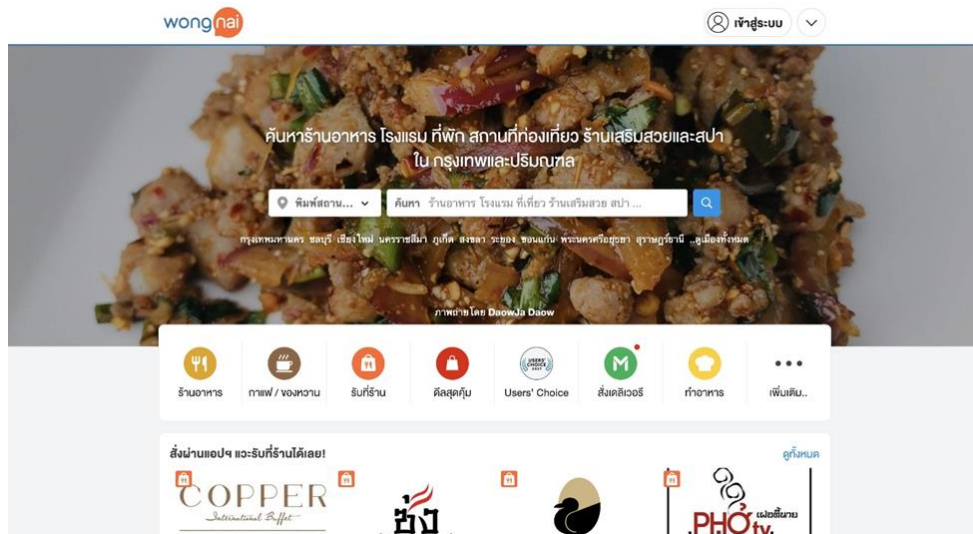 wongnai
เข้าสู่ระบบ
ค้นหาร้านอาหาร โรงแรม ที่พัก สถานที่ท่องเที่ยว ร้านเสริมสวยและสปา
ใน กรุงเทพและปริมณฑล
พิมพ์สถาน... ค้นหา ร้านอาหาร โรงแรม ที่เที่ยว ร้านเสริมสวย สปา ...
กรุงเทพมหานคร ชลบุรี เชียงใหม่ นครราชสีมา ภูเก็ต สงขลา ระยอง ขอนแก่น พระนครศรีอยุธยา สุราษฎร์ธานี ..ดูเมืองทั้งหมด
ภาพถ่ายโดย DaowJa Daow
USERS' CHOICE 2021
ร้านอาหาร กาแฟ / ของหวาน รับที่ร้าน ดีลสุดคุ้ม Users' Choice สั่งเดลิเวอรี ทำอาหาร เพิ่มเติม..
สั่งผ่านแอปฯ แวะรับที่ร้านได้เลย! ดูทั้งหมด
COPPER
International Buffet
ฮั่ง
PHỞ tv. เฝอตี๋นาย